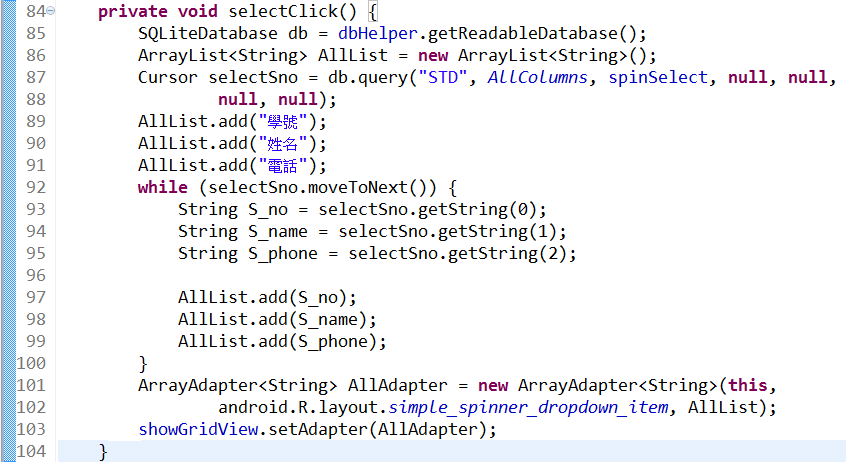 84    private void selectClick() {
85        SQLiteDatabase db = dbHelper.getReadableDatabase();
86        ArrayList<String> AllList = new ArrayList<String>();
87        Cursor selectSno = db.query("STD", AllColumns, spinSelect, null, null,
88                null, null);
89        AllList.add("學號");
90        AllList.add("姓名");
91        AllList.add("電話");
92        while (selectSno.moveToNext()) {
93            String S_no = selectSno.getString(0);
94            String S_name = selectSno.getString(1);
95            String S_phone = selectSno.getString(2);
96
97            AllList.add(S_no);
98            AllList.add(S_name);
99            AllList.add(S_phone);
100        }
101        ArrayAdapter<String> AllAdapter = new ArrayAdapter<String>(this,
102                android.R.layout.simple_spinner_dropdown_item, AllList);
103        showGridView.setAdapter(AllAdapter);
104    }